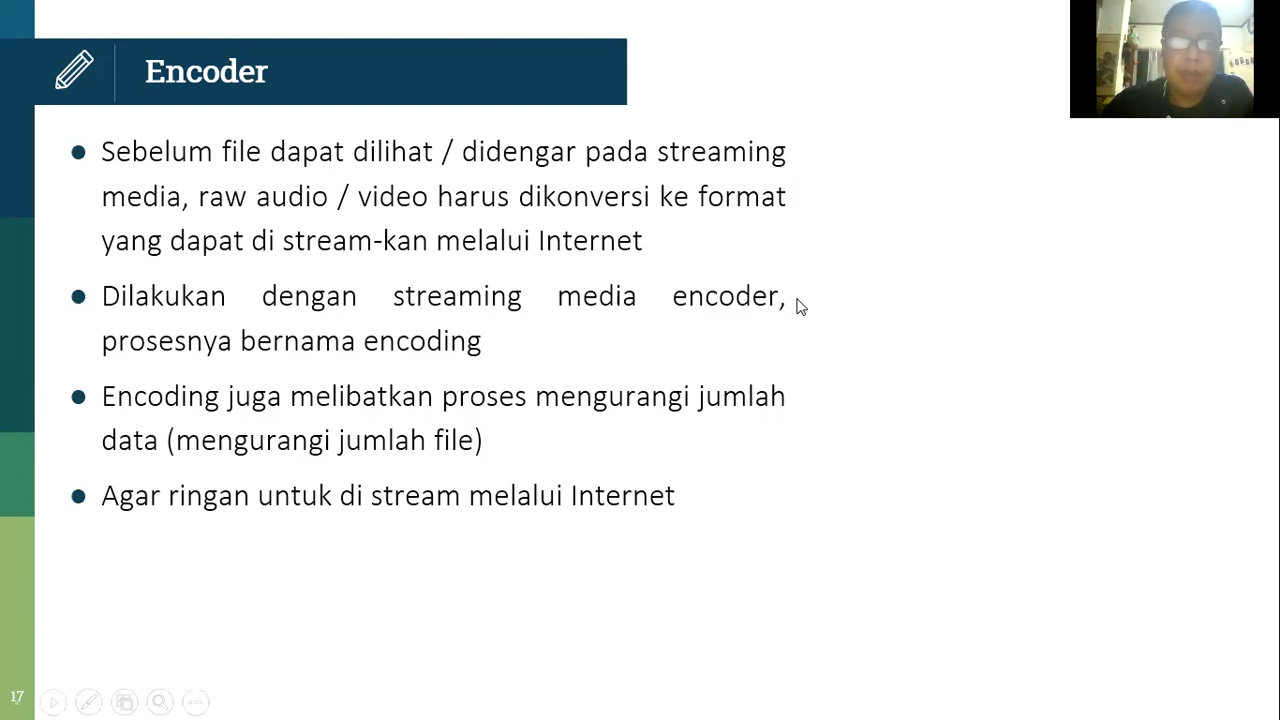 Encoder
Sebelum file dapat dilihat / didengar pada streaming
media, raw audio / video harus dikonversi ke format
yang dapat di stream-kan melalui Internet
Dilakukan dengan streaming media encoder,
prosesnya bernama encoding
Encoding juga melibatkan proses mengurangi jumlah
data (mengurangi jumlah file)
Agar ringan untuk di stream melalui Internet
17